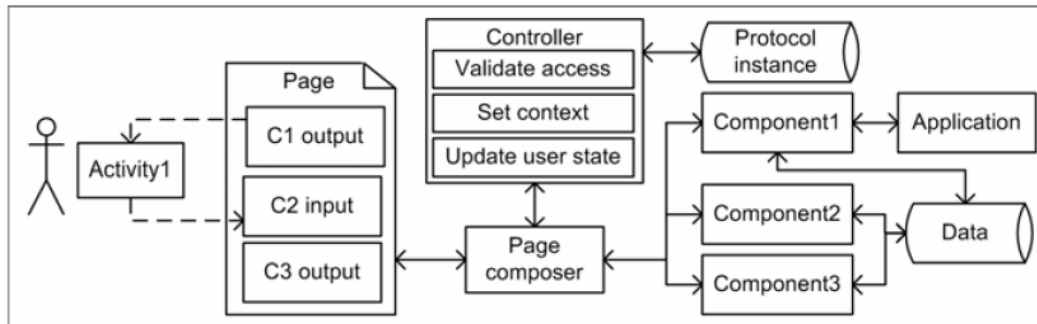 Controller
Validate access
Set context
Update user state
Protocol
instance
Page
C1 output
C2 input
C3 output
Activity1
Page
composer
Component1
Component2
Component3
Application
Data